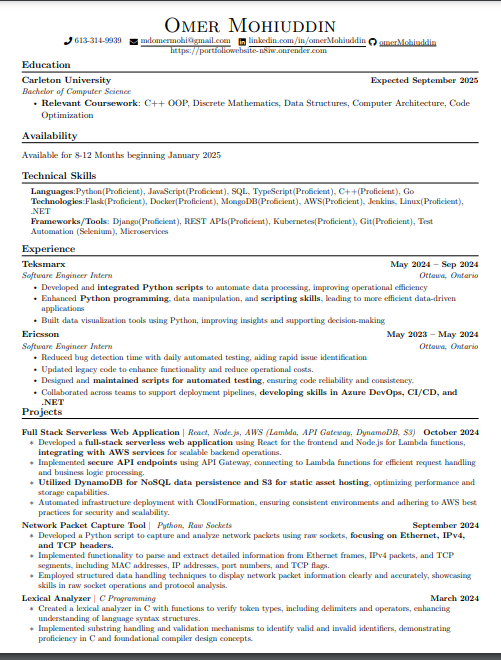 OMER MOHIUDDIN
613-314-9939 mdomermohi@gmail.com linkedin.com/in/omerMohiuddin omerMohiuddin
https://portfoliowebsite-n8iw.onrender.com
Education
Carleton University Expected September 2025
Bachelor of Computer Science
• Relevant Coursework: C++ OOP, Discrete Mathematics, Data Structures, Computer Architecture, Code
Optimization
Availability
Available for 8-12 Months beginning January 2025
Technical Skills
Languages:Python(Proficient), JavaScript(Proficient), SQL, TypeScript(Proficient), C++(Proficient), Go
Technologies:Flask(Proficient), Docker(Proficient), MongoDB(Proficient), AWS(Proficient), Jenkins, Linux(Proficient),
.NET
Frameworks/Tools: Django(Proficient), REST APIs(Proficient), Kubernetes(Proficient), Git(Proficient), Test
Automation (Selenium), Microservices
Experience
Teksmarx May 2024 – Sep 2024
Software Engineer Intern Ottawa, Ontario
• Developed and integrated Python scripts to automate data processing, improving operational efficiency
• Enhanced Python programming, data manipulation, and scripting skills, leading to more efficient data-driven
applications
• Built data visualization tools using Python, improving insights and supporting decision-making
Ericsson May 2023 – May 2024
Software Engineer Intern Ottawa, Ontario
• Reduced bug detection time with daily automated testing, aiding rapid issue identification
• Updated legacy code to enhance functionality and reduce operational costs.
• Designed and maintained scripts for automated testing, ensuring code reliability and consistency.
• Collaborated across teams to support deployment pipelines, developing skills in Azure DevOps, CI/CD, and
.NET
Projects
Full Stack Serverless Web Application | React, Node.js, AWS (Lambda, API Gateway, DynamoDB, S3) October 2024
∗ Developed a full-stack serverless web application using React for the frontend and Node.js for Lambda functions,
integrating with AWS services for scalable backend operations.
∗ Implemented secure API endpoints using API Gateway, connecting to Lambda functions for efficient request handling
and business logic processing.
∗ Utilized DynamoDB for NoSQL data persistence and S3 for static asset hosting, optimizing performance and
storage capabilities.
∗ Automated infrastructure deployment with CloudFormation, ensuring consistent environments and adhering to AWS best
practices for security and scalability.
Network Packet Capture Tool | Python, Raw Sockets September 2024
∗ Developed a Python script to capture and analyze network packets using raw sockets, focusing on Ethernet, IPv4,
and TCP headers.
∗ Implemented functionality to parse and extract detailed information from Ethernet frames, IPv4 packets, and TCP
segments, including MAC addresses, IP addresses, port numbers, and TCP flags.
∗ Employed structured data handling techniques to display network packet information clearly and accurately, showcasing
skills in raw socket operations and protocol analysis.
Lexical Analyzer | C Programming March 2024
∗ Created a lexical analyzer in C with functions to verify token types, including delimiters and operators, enhancing
understanding of language syntax structures.
∗ Implemented substring handling and validation mechanisms to identify valid and invalid identifiers, demonstrating
proficiency in C and foundational compiler design concepts.